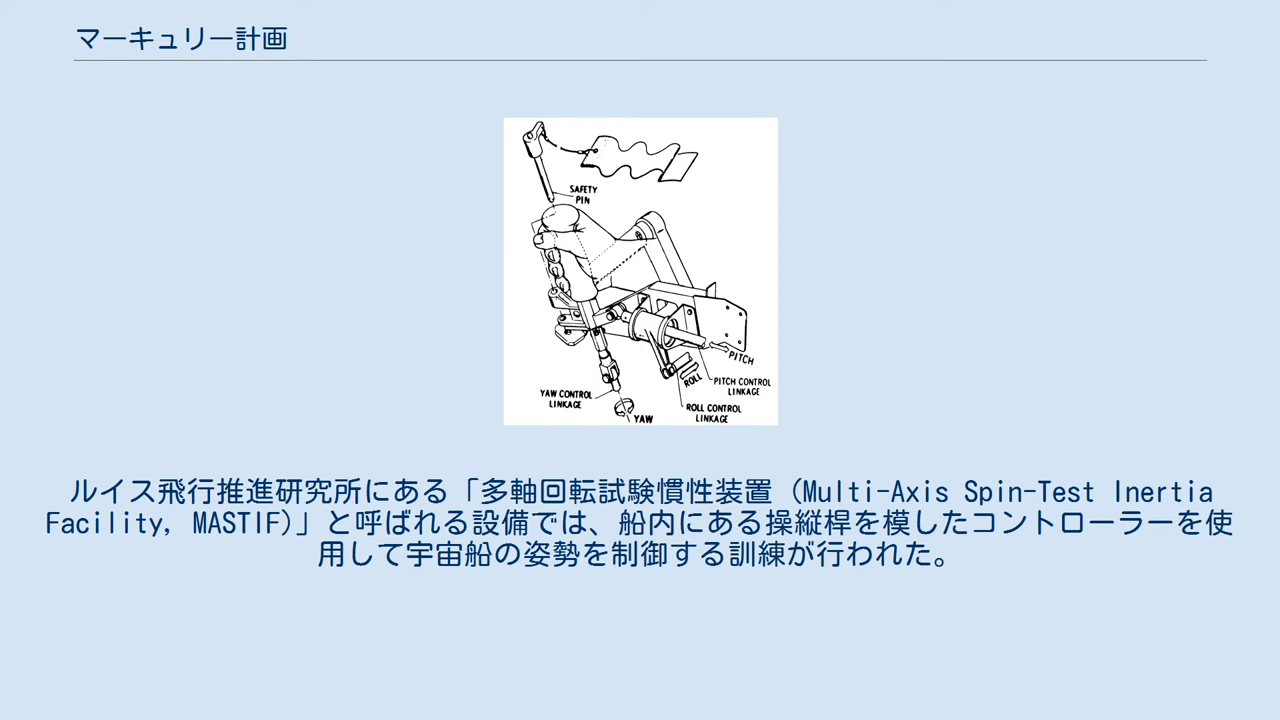 マーキュリー計画
SAFETY
PIN
PITCH
ROLL
PITCH CONTROL
LINKAGE
YAW CONTROL
LINKAGE
ROLL CONTROL
LINKAGE
YAW
ルイス飛行推進研究所にある「多軸回転試験慣性装置 (Multi-Axis Spin-Test Inertia
Facility, MASTIF)」と呼ばれる設備では、船内にある操縦桿を模したコントローラーを使
用して宇宙船の姿勢を制御する訓練が行われた。